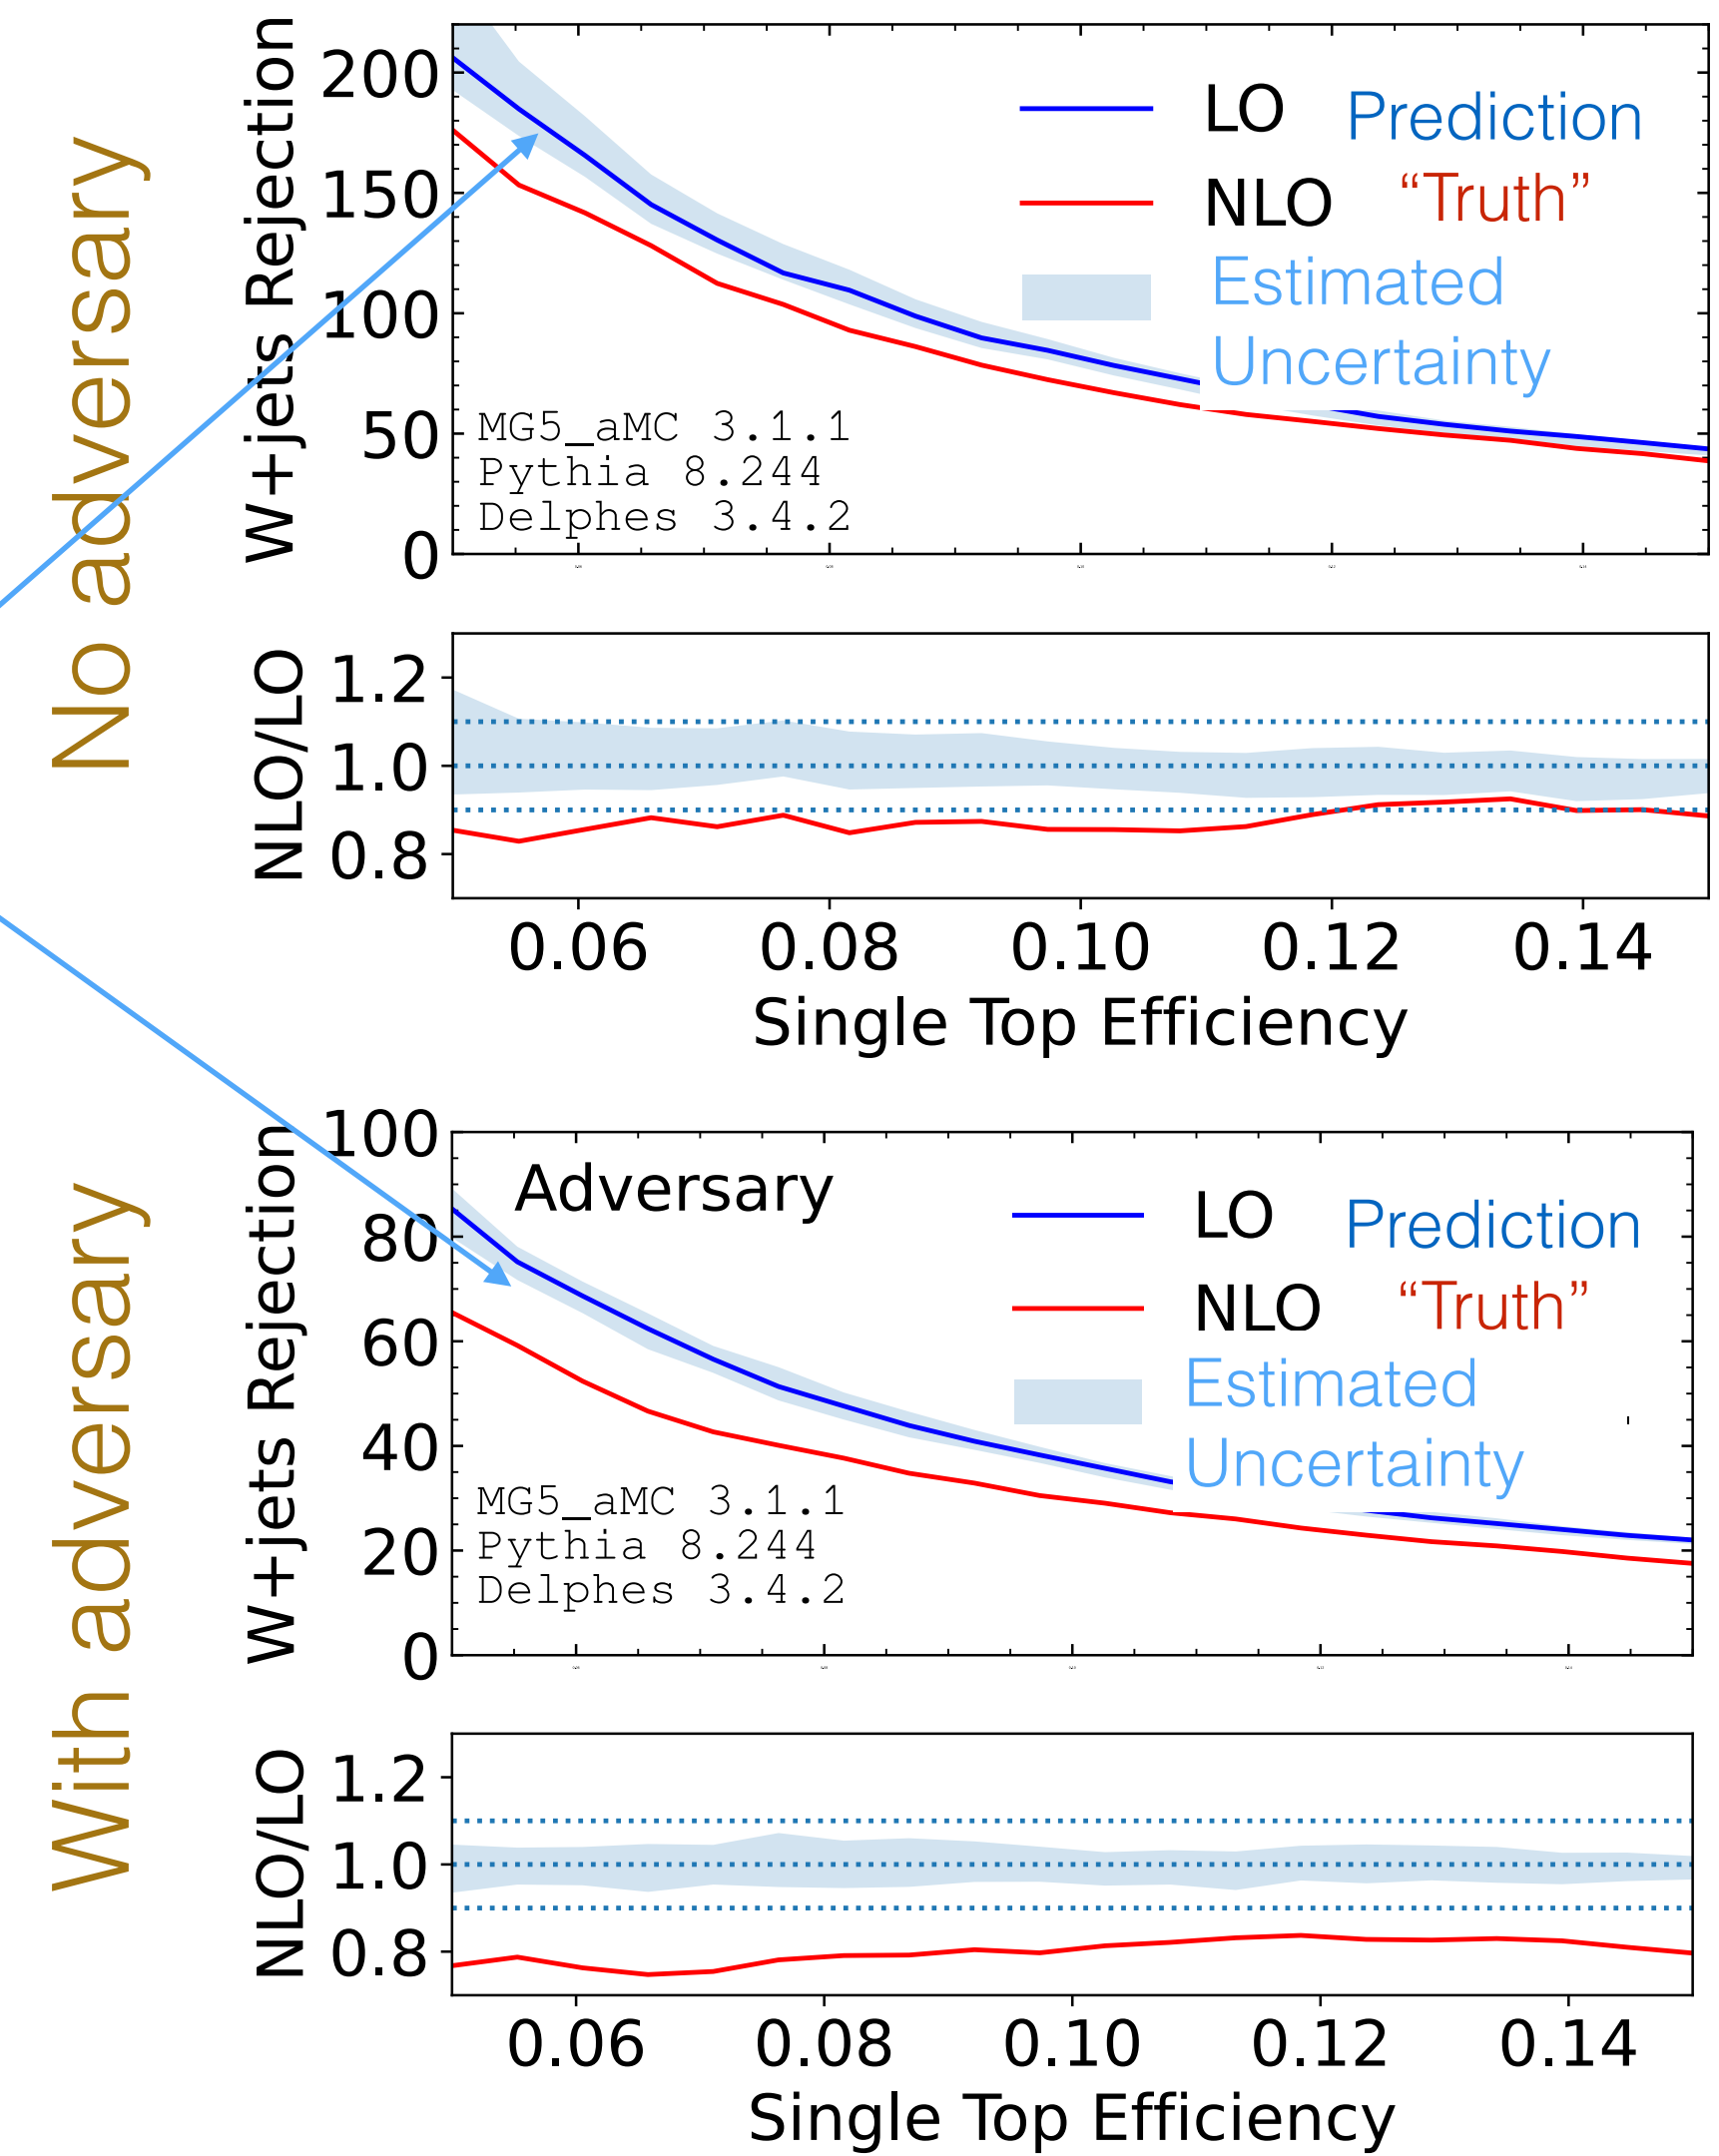 No adversary
W+jets Rejection
200
150
100
50
0
LO Prediction
NLO “Truth”
Estimated
Uncertainty
MG5_aMC 3.1.1
Pythia 8.244
Delphes 3.4.2
NLO/LO
1.2
1.0
0.8
0.06 0.08 0.10 0.12 0.14
Single Top Efficiency
With adversary
W+jets Rejection
100
80
60
40
20
0
Adversary
LO Prediction
NLO “Truth”
Estimated
Uncertainty
MG5_aMC 3.1.1
Pythia 8.244
Delphes 3.4.2
NLO/LO
1.2
1.0
0.8
0.06 0.08 0.10 0.12 0.14
Single Top Efficiency